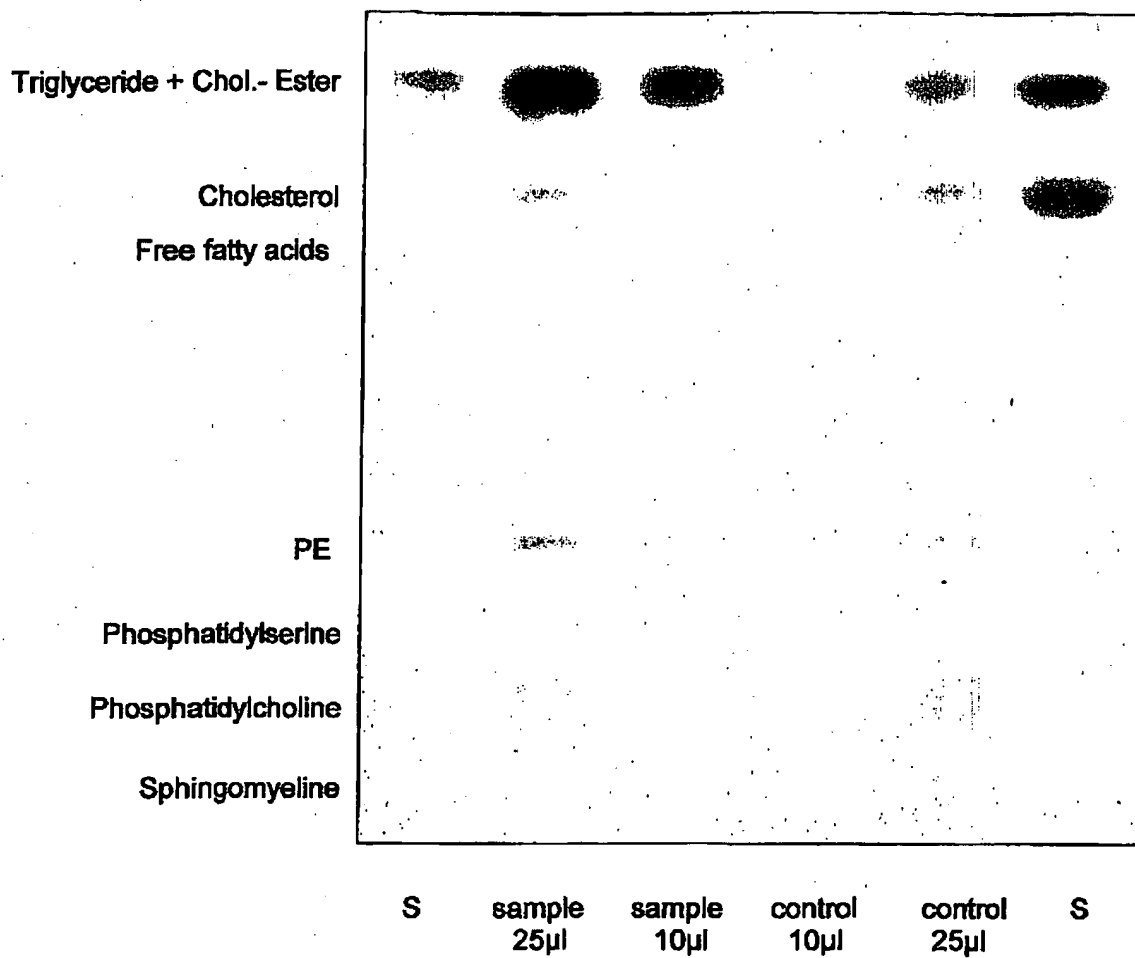 Triglyceride + Chol.- Ester
Cholesterol
Free fatty acids
PE
Phosphatidylserine
Phosphatidylcholine
Sphingomyeline
S sample sample control control S
25µl 10µl 10µl 25µl